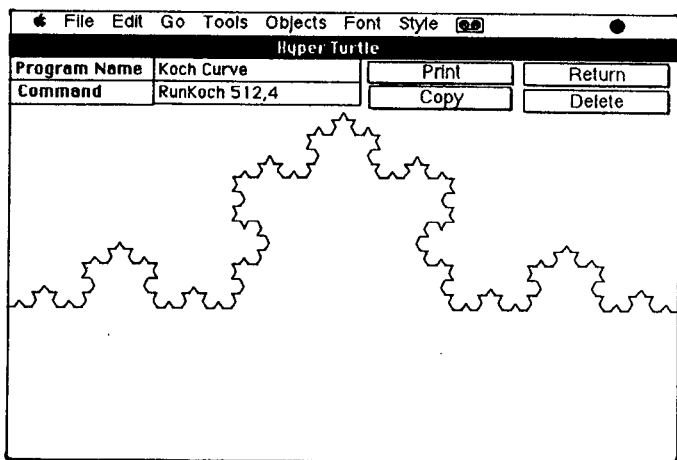 File Edit Go Tools Objects Font Style
Hyper Turtle
Program Name Koch Curve Print Return
Command RunKoch 512,4 Copy Delete